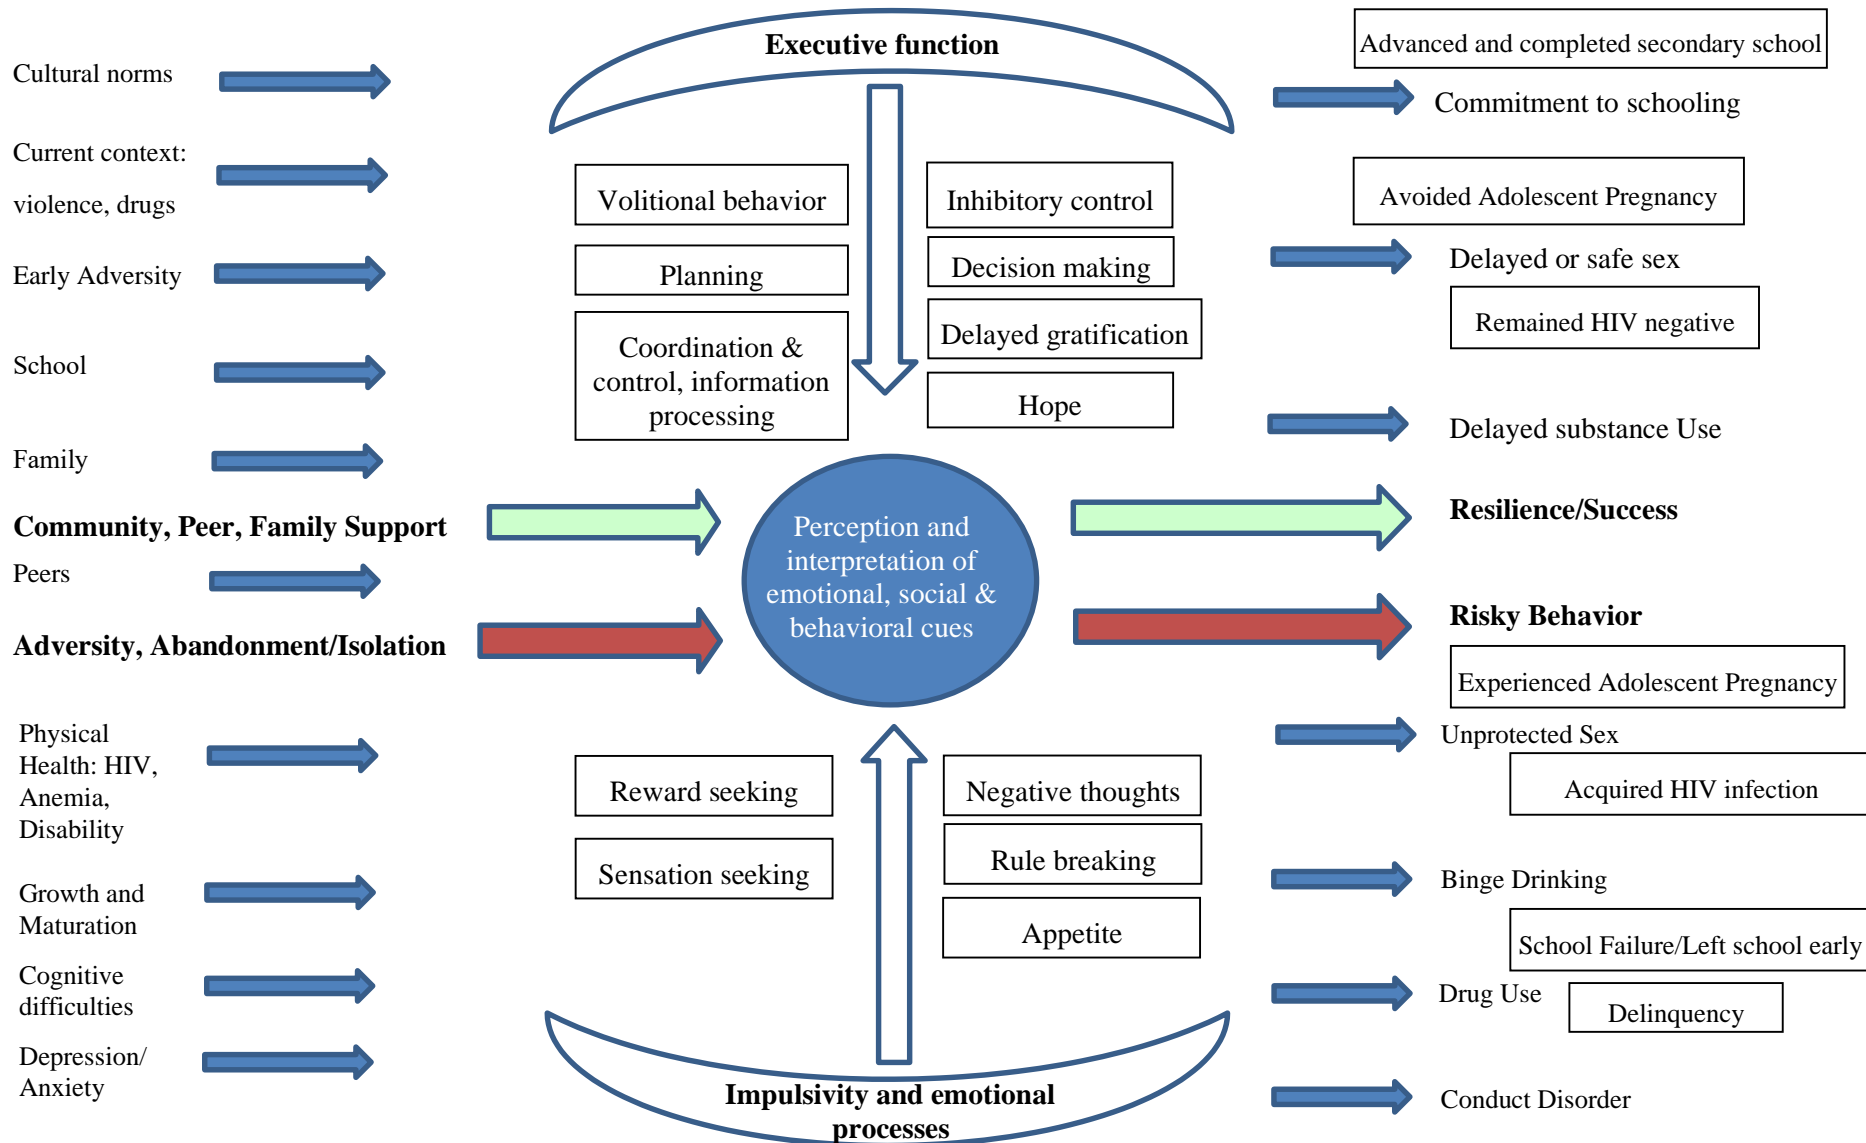 Cultural norms
Current context:
violence, drugs
Early Adversity
School
Family
Community, Peer, Family Support
Peers
Adversity, Abandonment/Isolation
Physical
Health: HIV,
Anemia,
Disability
Growth and
Maturation
Cognitive
difficulties
Depression/
Anxiety
Executive function
Volitional behavior
Planning
Coordination &
control, information
processing
Inhibitory control
Decision making
Delayed gratification
Hope
Perception and
interpretation of
emotional, social &
behavioral cues
Reward seeking
Sensation seeking
Negative thoughts
Rule breaking
Appetite
Impulsivity and emotional
processes
Advanced and completed secondary school
Commitment to schooling
Avoided Adolescent Pregnancy
Delayed or safe sex
Remained HIV negative
Delayed substance Use
Resilience/Success
Risky Behavior
Experienced Adolescent Pregnancy
Unprotected Sex
Acquired HIV infection
Binge Drinking
School Failure/Left school early
Drug Use
Delinquency
Conduct Disorder